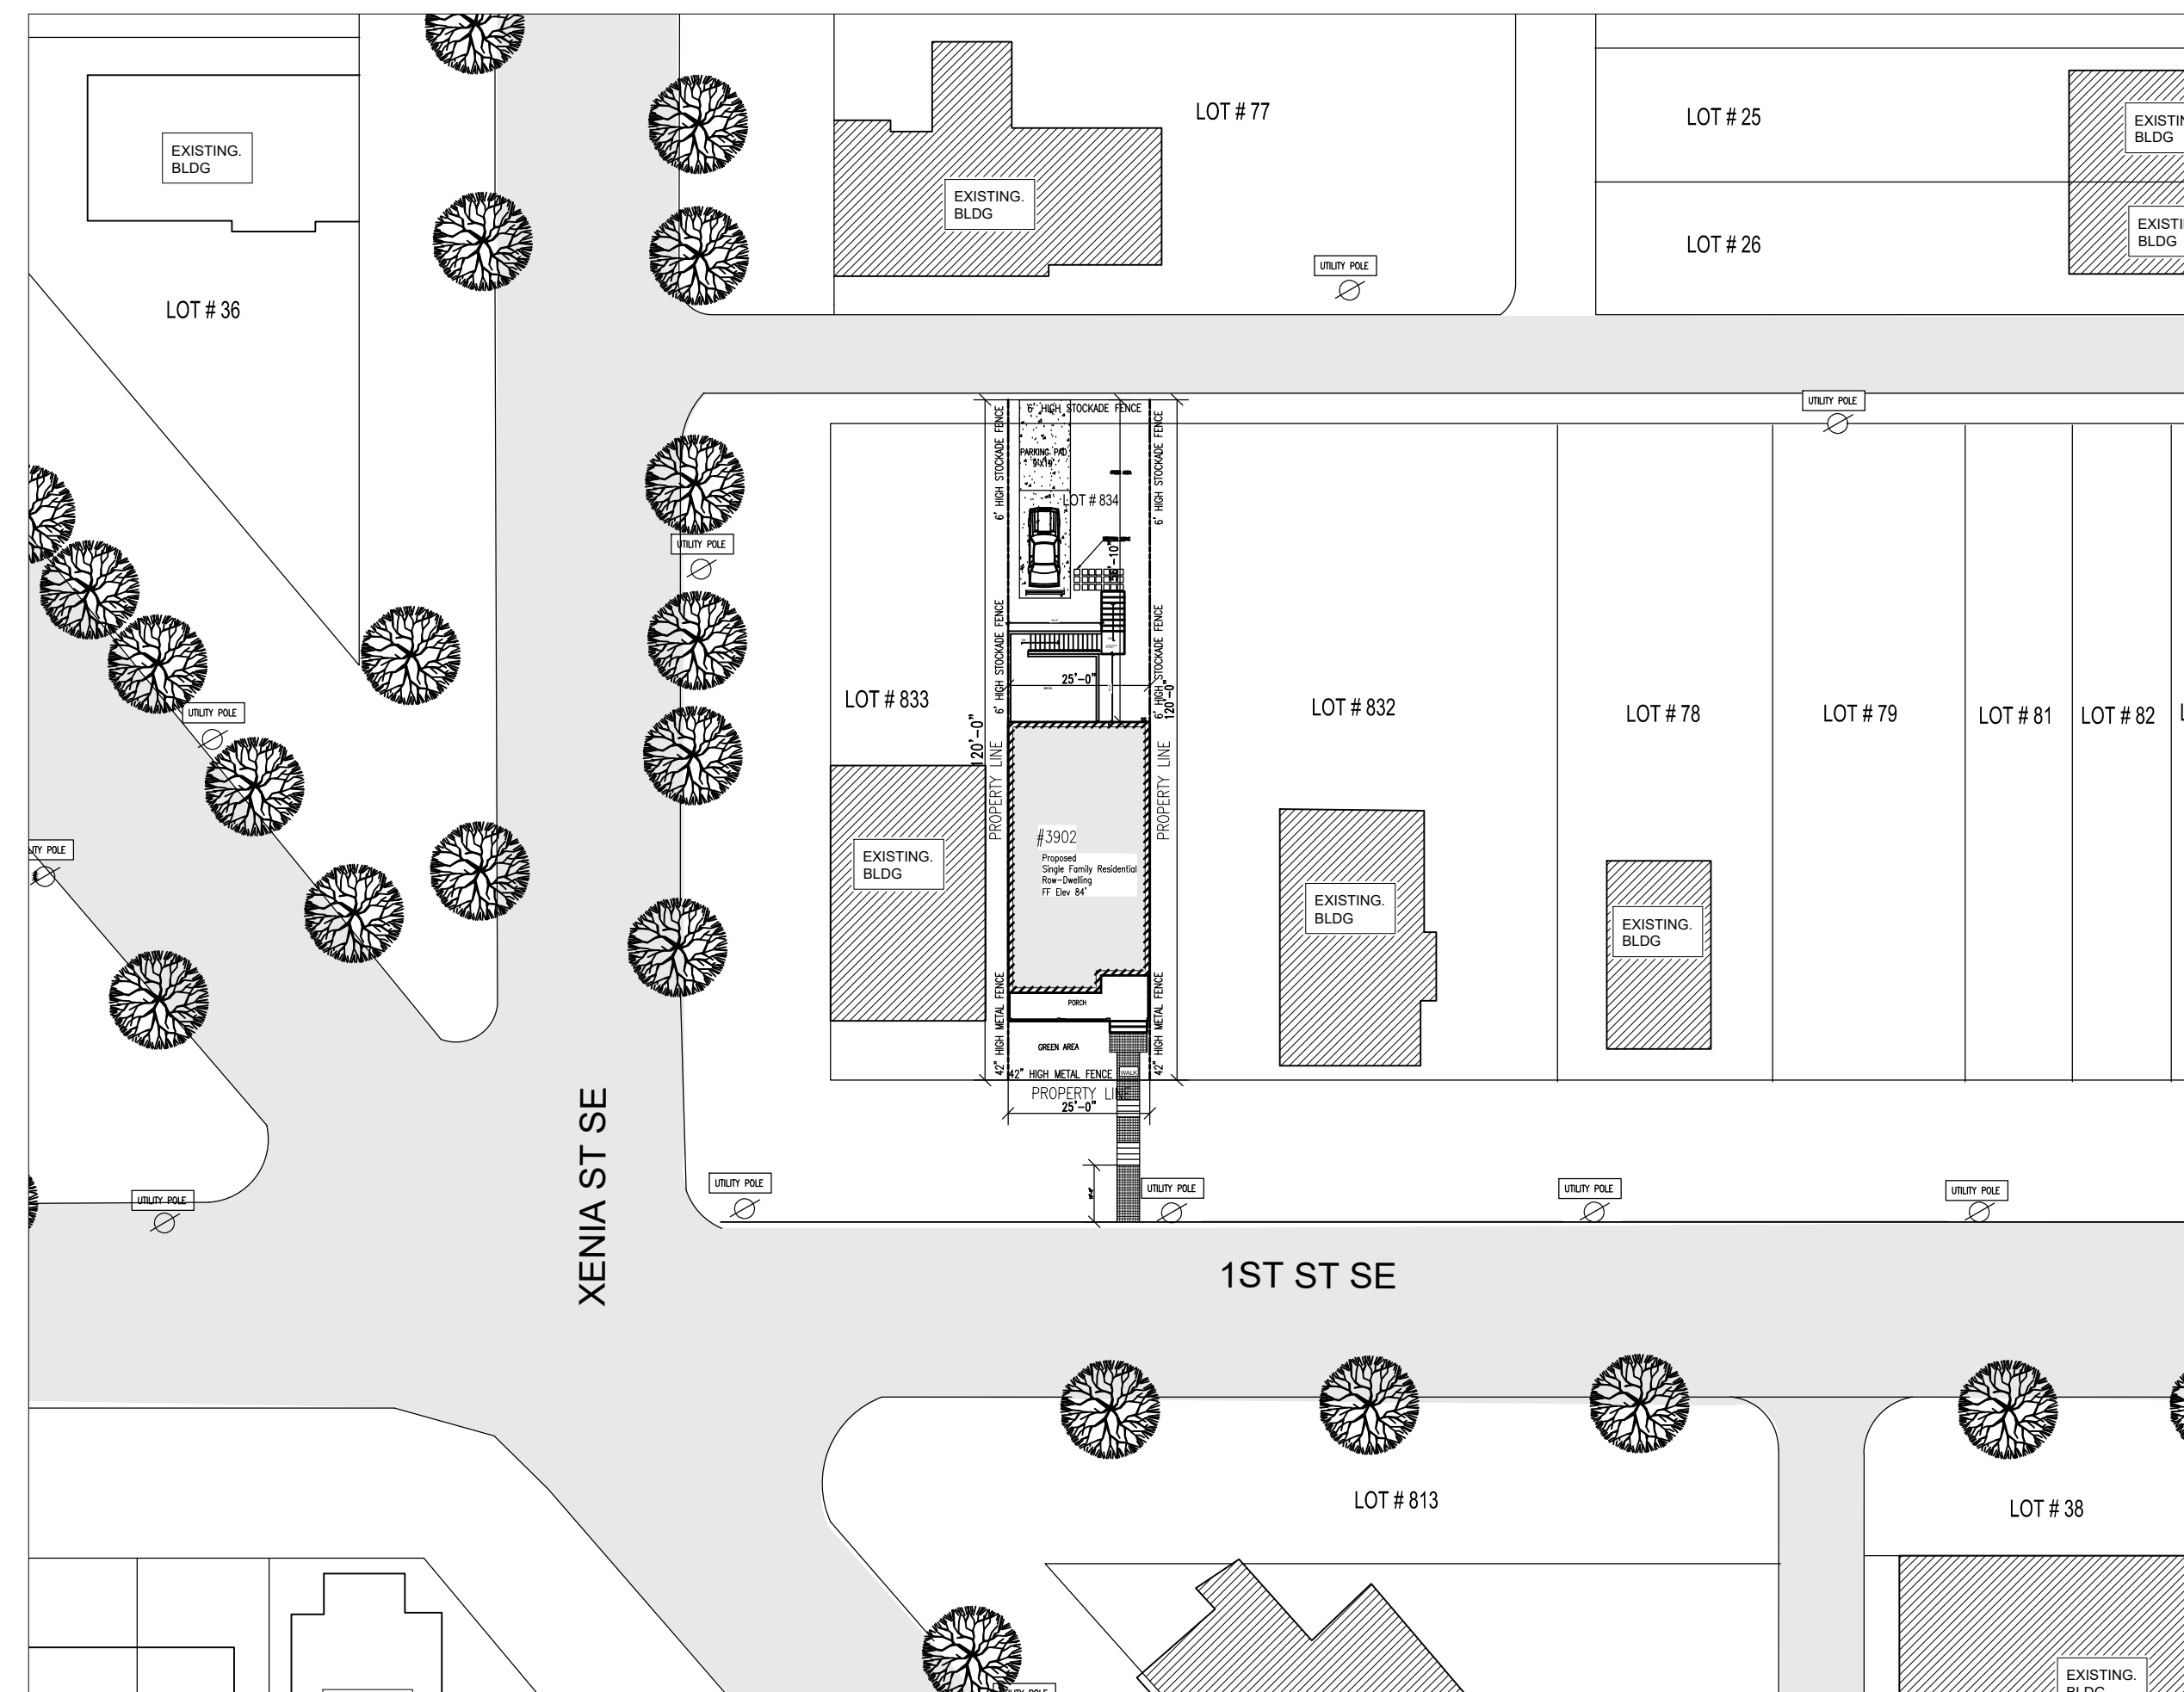 LOT # 77
LOT # 25
EXISTING.
BLDG
BLDG
EXISTING.
BLDG
BLDG
LOT # 26
UTILITY POLE
LOT # 36
UTILITY POLE
6' HIGH STOCKADE FENCE
6' HIGH STOCKADE FENCE
6' HIGH STOCKADE FENCE
PARKING PAD
9'X19'
LOT # 834
UTILITY POLE
6' HIGH STOCKADE FENCE
6' HIGH STOCKADE FENCE
25'-0"
120'-0"
120'-0"
LOT # 833
LOT # 832
LOT # 78
LOT # 79
LOT # 81
LOT # 82
UTILITY POLE
PROPERTY LINE
PROPERTY LINE
#3902
Proposed
Single Family Residential
Row-Dwelling
FF Elev 84'
EXISTING.
BLDG
EXISTING.
BLDG
EXISTING.
BLDG
POLE
PORCH
42" HIGH METAL FENCE
42" HIGH METAL FENCE
GREEN AREA
42" HIGH METAL FENCE
WALK
PROPERTY LINE
25'-0"
XENIA ST SE
UTILITY POLE
UTILITY POLE
UTILITY POLE
UTILITY POLE
UTILITY POLE
1ST ST SE
LOT # 813
LOT # 38
EXISTING.
BLDG
POLE